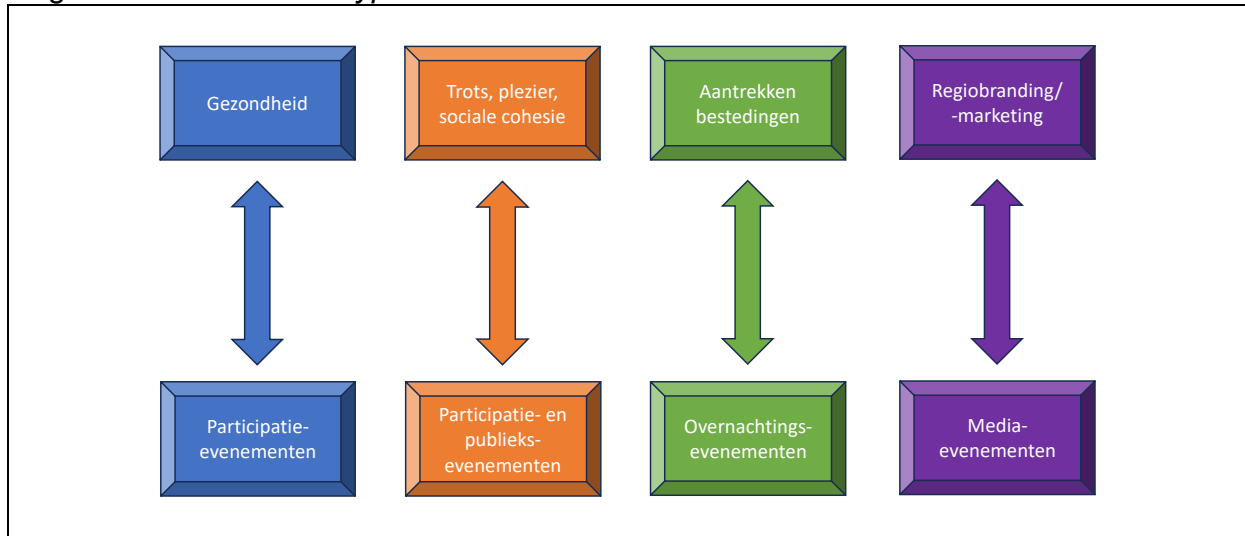 Gezondheid
Trots, plezier,
sociale cohesie
Aantrekken
bestedingen
Regiobranding/
-marketing
Participatie-
evenementen
Participatie- en
publieks-
evenementen
Overnachtings-
evenementen
Media-
evenementen